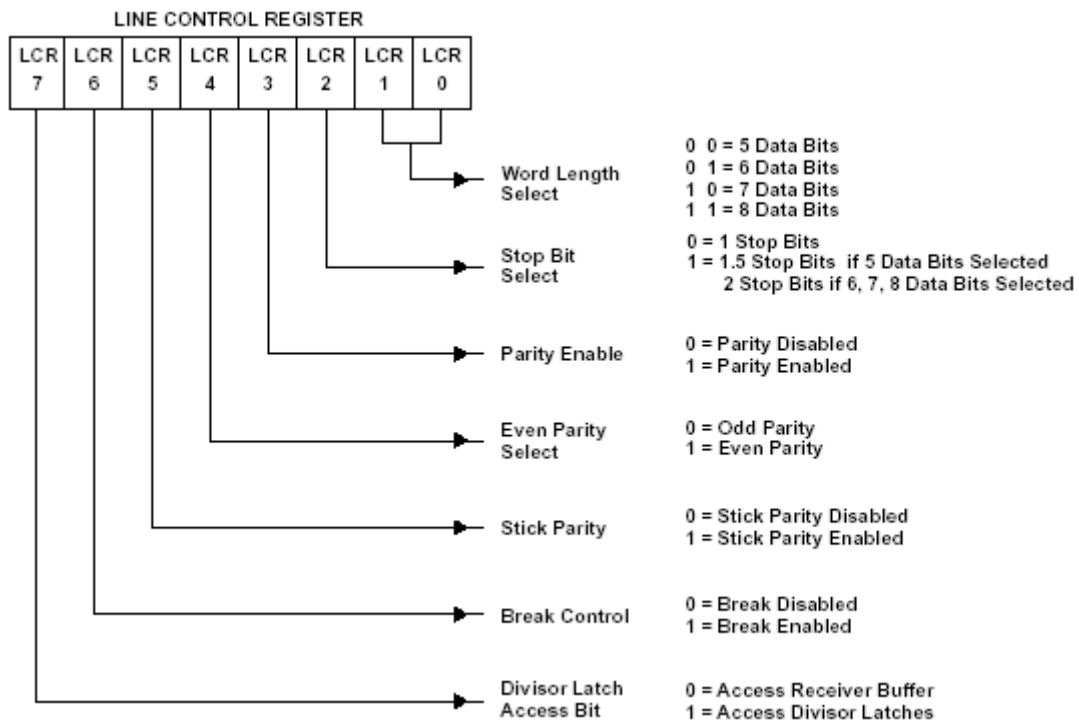 LINE CONTROL REGISTER
LCR LCR LCR LCR LCR LCR LCR LCR
7 6 5 4 3 2 1 0
Word Length
Select
0 0 = 5 Data Bits
0 1 = 6 Data Bits
1 0 = 7 Data Bits
1 1 = 8 Data Bits
Stop Bit
Select
0 = 1 Stop Bits
1 = 1.5 Stop Bits if 5 Data Bits Selected
2 Stop Bits if 6, 7, 8 Data Bits Selected
Parity Enable
0 = Parity Disabled
1 = Parity Enabled
Even Parity
Select
0 = Odd Parity
1 = Even Parity
Stick Parity
0 = Stick Parity Disabled
1 = Stick Parity Enabled
Break Control
0 = Break Disabled
1 = Break Enabled
Divisor Latch
Access Bit
0 = Access Receiver Buffer
1 = Access Divisor Latches